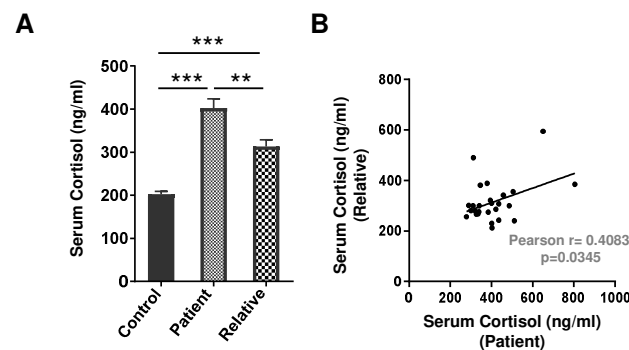 A
Serum Cortisol (ng/ml)
500
400
300
200
100
0
***
***
**
Control
Patient
Relative
B
Serum Cortisol (ng/ml)
(Relative)
800
600
400
200
0
Pearson r= 0.4083
p=0.0345
0 200 400 600 800 1000
Serum Cortisol (ng/ml)
(Patient)